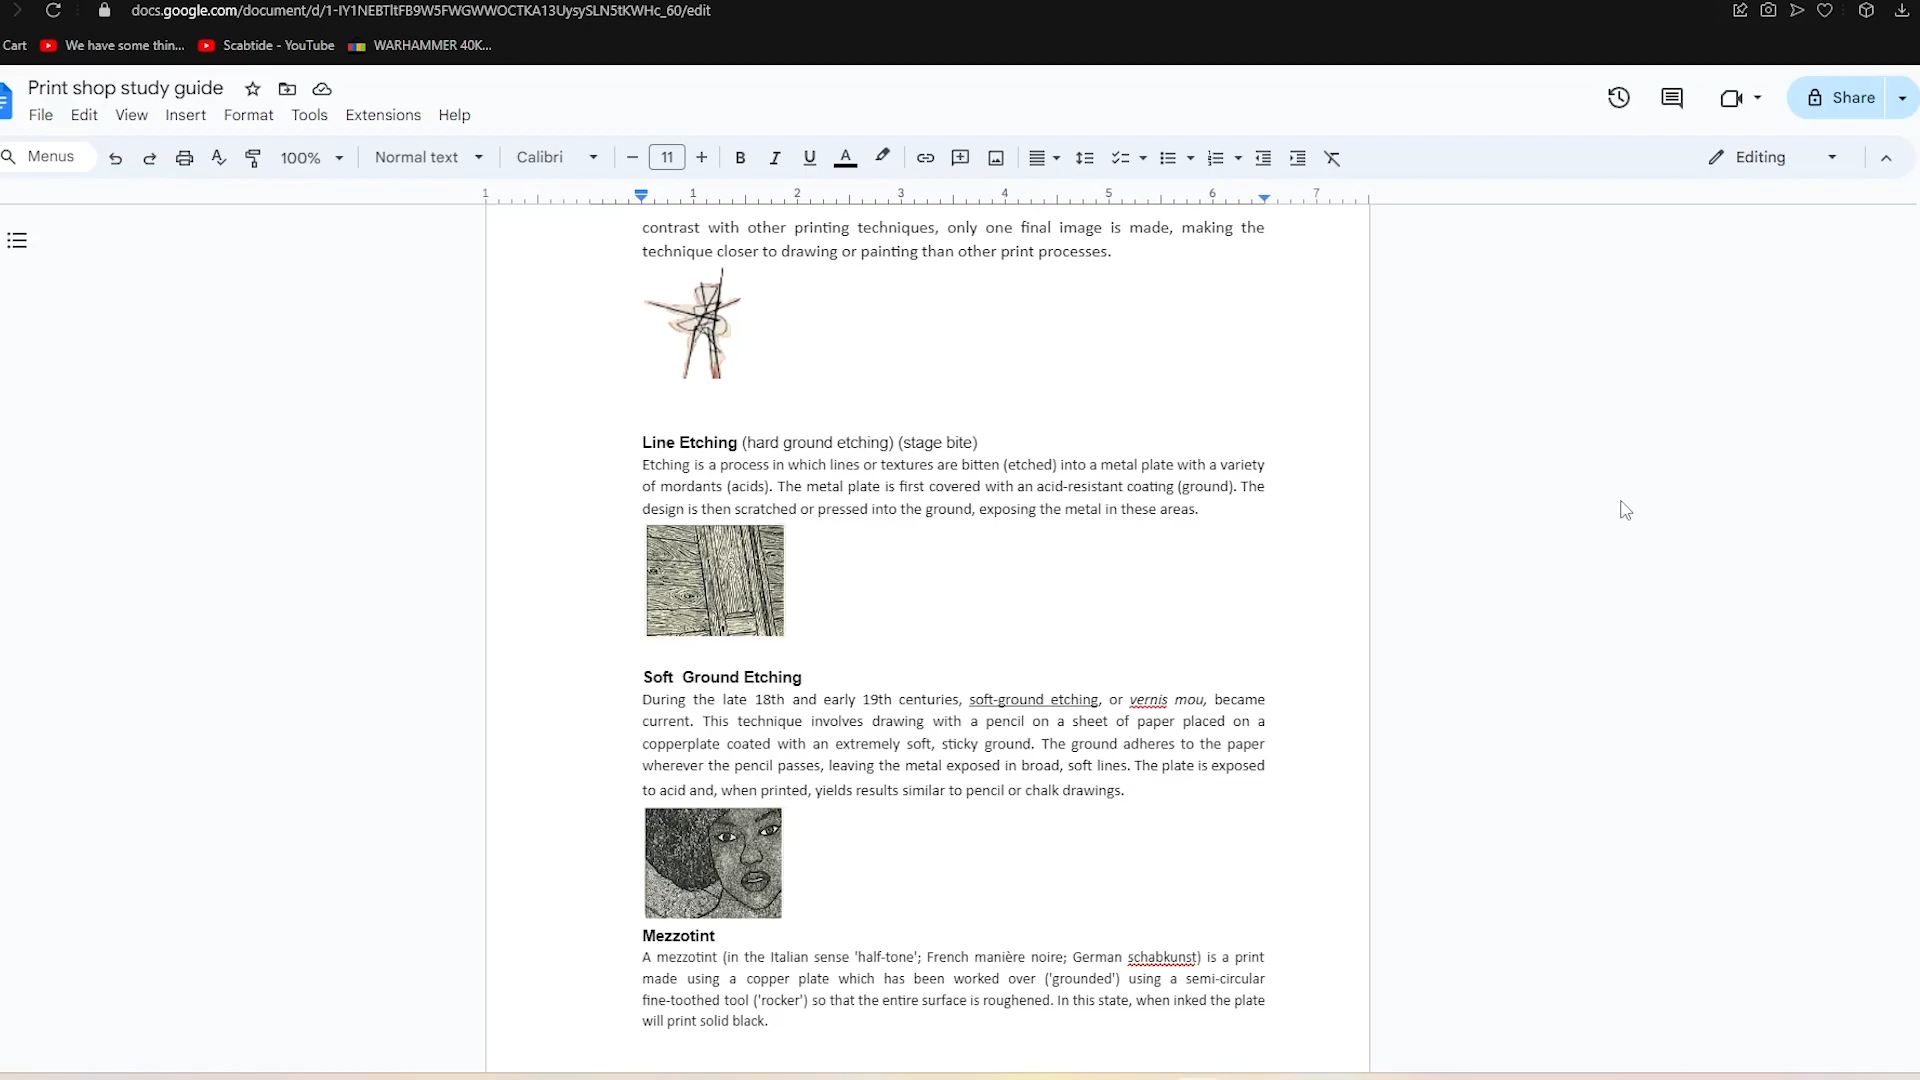 docs.google.com/document/d/1-IY1NEBTltFB9W5FWGWWOCTKA13UysySLN5tKWHc_60/edit
Cart We have some thin... Scabtide - YouTube WARHAMMER 40K...
Print shop study guide
Share
File Edit View Insert Format Tools Extensions Help
Menus 100% Normal text Calibri 11 B I U A Editing
1 1 2 3 4 5 6 7
contrast with other printing techniques, only one final image is made, making the
technique closer to drawing or painting than other print processes.
Line Etching (hard ground etching) (stage bite)
Etching is a process in which lines or textures are bitten (etched) into a metal plate with a variety
of mordants (acids). The metal plate is first covered with an acid-resistant coating (ground). The
design is then scratched or pressed into the ground, exposing the metal in these areas.
Soft Ground Etching
During the late 18th and early 19th centuries, soft-ground etching, or vernis mou, became
current. This technique involves drawing with a pencil on a sheet of paper placed on a
copperplate coated with an extremely soft, sticky ground. The ground adheres to the paper
wherever the pencil passes, leaving the metal exposed in broad, soft lines. The plate is exposed
to acid and, when printed, yields results similar to pencil or chalk drawings.
Mezzotint
A mezzotint (in the Italian sense 'half-tone'; French manière noire; German schabkunst) is a print
made using a copper plate which has been worked over ('grounded') using a semi-circular
fine-toothed tool ('rocker') so that the entire surface is roughened. In this state, when inked the plate
will print solid black.